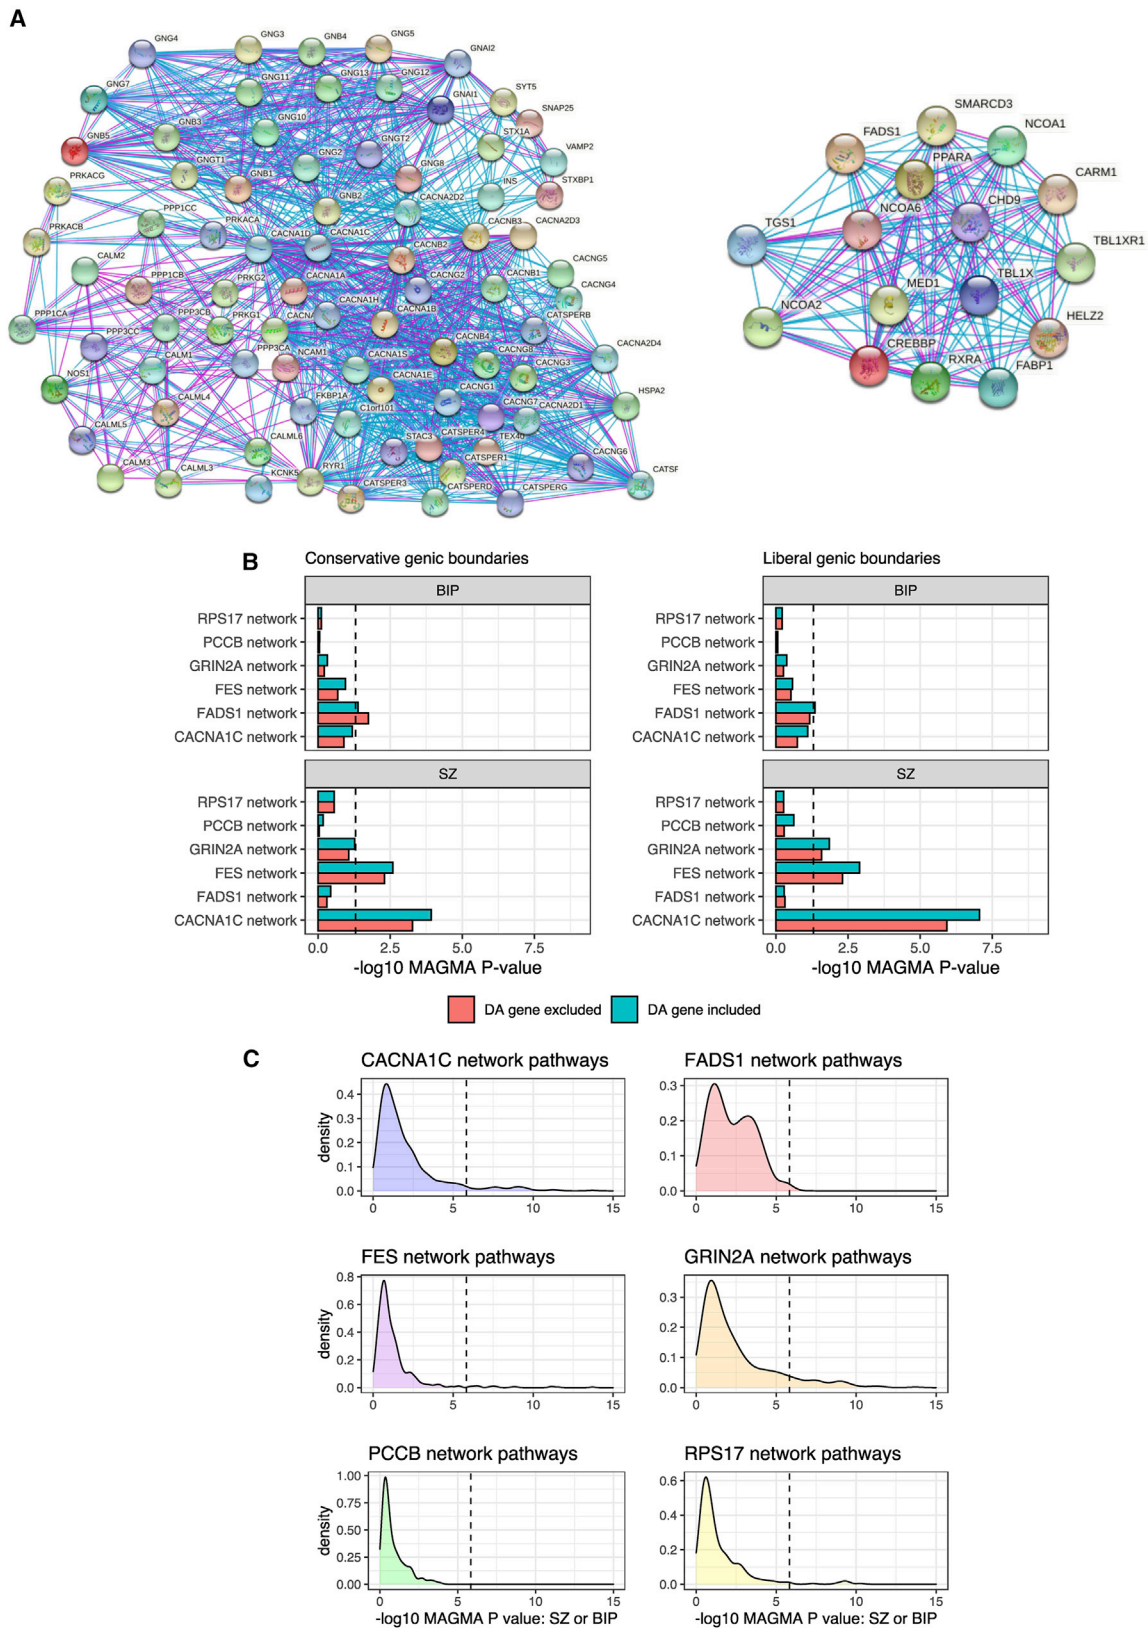 A
GNG4
GNG3
GNB4
GNG5
GNAI2
GNG7
GNG11
GNG13
GNG12
GNAI1
SYT5
SNAP25
GNB5
GNB3
GNG10
GNGT2
STX1A
VAMP2
GNGT1
GNG2
GNG8
PRKACG
GNB1
INS
STXBP1
GNB2
CACNA2D2
PPP1CC
PRKACA
CACNA1D
CACNA1C
CACNB3
CACNA2D3
PRKACB
CACNB2
CALM2
PPP1CB
PRKG2
CACNA1A
CACNG2
CACNB1
CACNG5
CACNG4
CACNA1H
CACNA1B
PPP1CA
PPP3CB
PRKG1
CACNA
CATSPERB
PPP3CC
CALM1
PPP3CA
NCAM1
CACNA1S
CACNB4
CACNG8
CACNG3
CACNA2D4
NOS1
CACNA1E
CACNG1
CALML4
FKBP1A
C1orf101
CACNG7
CACNA2D1
HSPA2
CALML5
CALML6
STAC3
CATSPER4
TEX40
CATSPER1
CACNG6
CALM3
CALML3
KCNK5
RYR1
CATSPER3
CATSPERD
CATSPERG
CATSF
SMARCD3
FADS1
NCOA1
PPARA
CARM1
NCOA6
CHD9
TGS1
TBL1XR1
MED1
TBL1X
NCOA2
HELZ2
CREBBP
RXRA
FABP1
B
Conservative genic boundaries
Liberal genic boundaries
BIP
BIP
RPS17 network
PCCB network
GRIN2A network
FES network
FADS1 network
CACNA1C network
RPS17 network
PCCB network
GRIN2A network
FES network
FADS1 network
CACNA1C network
SZ
SZ
RPS17 network
PCCB network
GRIN2A network
FES network
FADS1 network
CACNA1C network
RPS17 network
PCCB network
GRIN2A network
FES network
FADS1 network
CACNA1C network
0.0 2.5 5.0 7.5
0.0 2.5 5.0 7.5
-log10 MAGMA P-value
-log10 MAGMA P-value
DA gene excluded
DA gene included
C
CACNA1C network pathways
FADS1 network pathways
density
0.4
0.3
0.2
0.1
0.0
0 5 10 15
0.3
0.2
0.1
0.0
0 5 10 15
FES network pathways
GRIN2A network pathways
density
0.8
0.6
0.4
0.2
0.0
0 5 10 15
0.3
0.2
0.1
0.0
0 5 10 15
PCCB network pathways
RPS17 network pathways
density
1.00
0.75
0.50
0.25
0.00
0 5 10 15
0.6
0.4
0.2
0.0
0 5 10 15
-log10 MAGMA P value: SZ or BIP
-log10 MAGMA P value: SZ or BIP